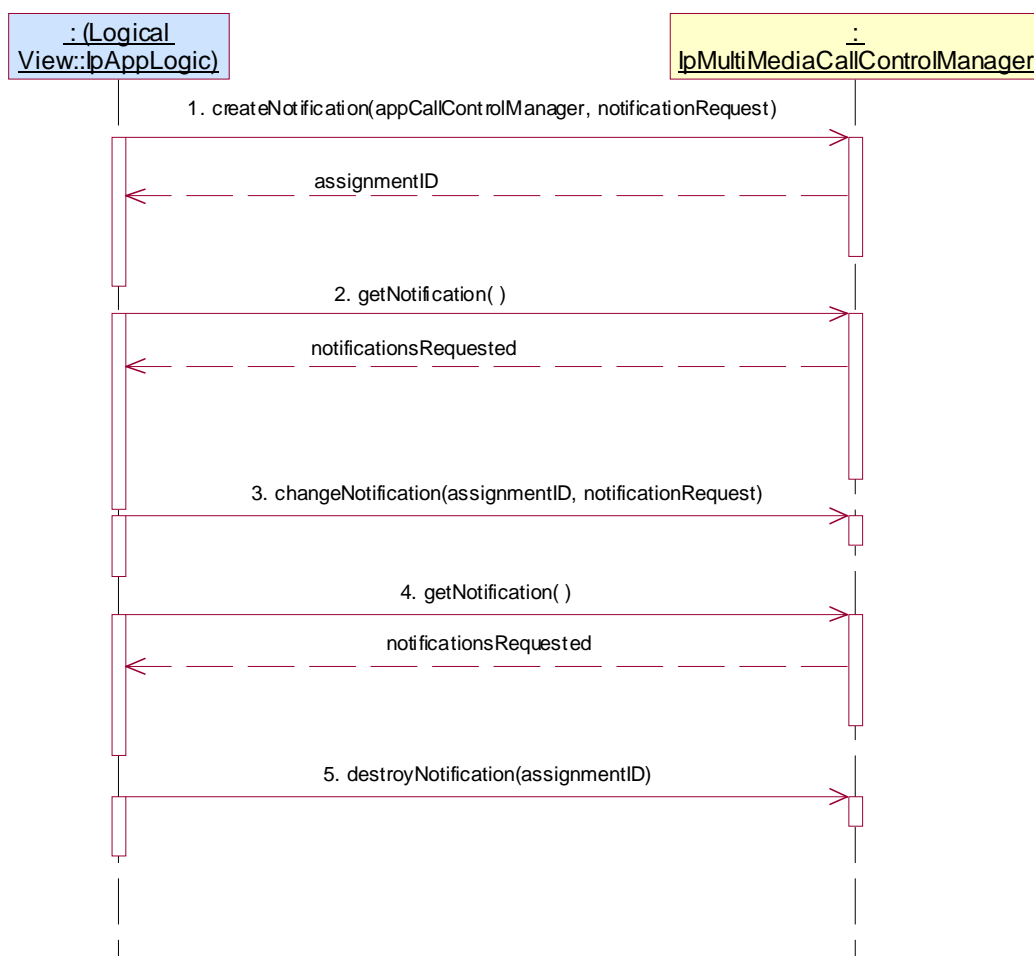 : (Logical
View::IpAppLogic)
:
IpMultiMediaCallControlManager
1. createNotification(appCallControlManager, notificationRequest)
assignmentID
2. getNotification( )
notificationsRequested
3. changeNotification(assignmentID, notificationRequest)
4. getNotification( )
notificationsRequested
5. destroyNotification(assignmentID)